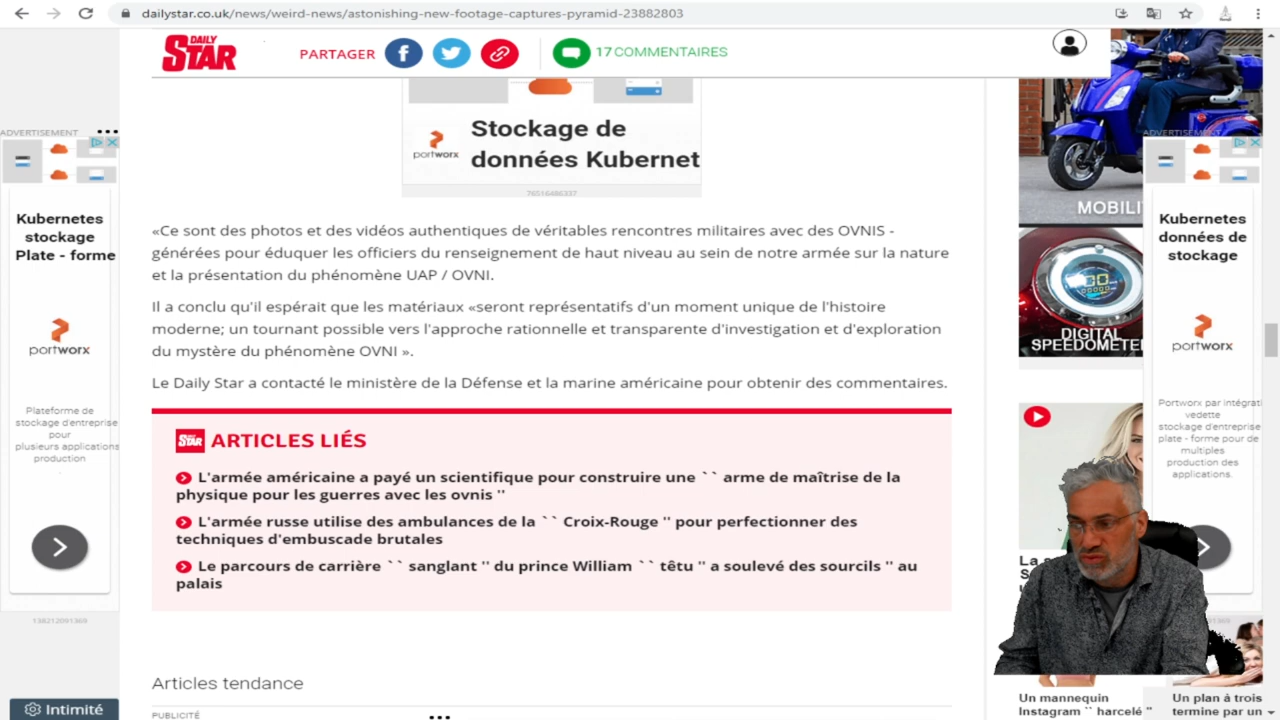 dailystar.co.uk/news/weird-news/astonishing-new-footage-captures-pyramid-23882803
DAILY
STAR
PARTAGER
17 COMMENTAIRES
ADVERTISEMENT
Kubernetes
stockage
Plate - forme
portworx
Plateforme de
stockage d'entreprise
pour
plusieurs applications
production
.
138212091369
Intimité
portworx
Stockage de
données Kubernet
76516486337
«Ce sont des photos et des vidéos authentiques de véritables rencontres militaires avec des OVNIS -
générées pour éduquer les officiers du renseignement de haut niveau au sein de notre armée sur la nature
et la présentation du phénomène UAP / OVNI.
Il a conclu qu'il espérait que les matériaux «seront représentatifs d'un moment unique de l'histoire
moderne; un tournant possible vers l'approche rationnelle et transparente d'investigation et d'exploration
du mystère du phénomène OVNI ».
Le Daily Star a contacté le ministère de la Défense et la marine américaine pour obtenir des commentaires.
STAR ARTICLES LIÉS
L'armée américaine a payé un scientifique pour construire une `` arme de maîtrise de la
physique pour les guerres avec les ovnis ''
L'armée russe utilise des ambulances de la `` Croix-Rouge '' pour perfectionner des
techniques d'embuscade brutales
Le parcours de carrière `` sanglant '' du prince William `` têtu '' a soulevé des sourcils '' au
palais
Articles tendance
PUBLICITÉ
MOBILI
DIGITAL
SPEEDOMETE
ADVERTISEMENT
Kubernetes
données de
stockage
portworx
Portworx par intégrat
vedette
stockage d'entreprise
plate - forme pour de
multiples
production des
applications.
La
Un mannequin
Instagram `` harcelé ''
Un plan à trois
termine par un